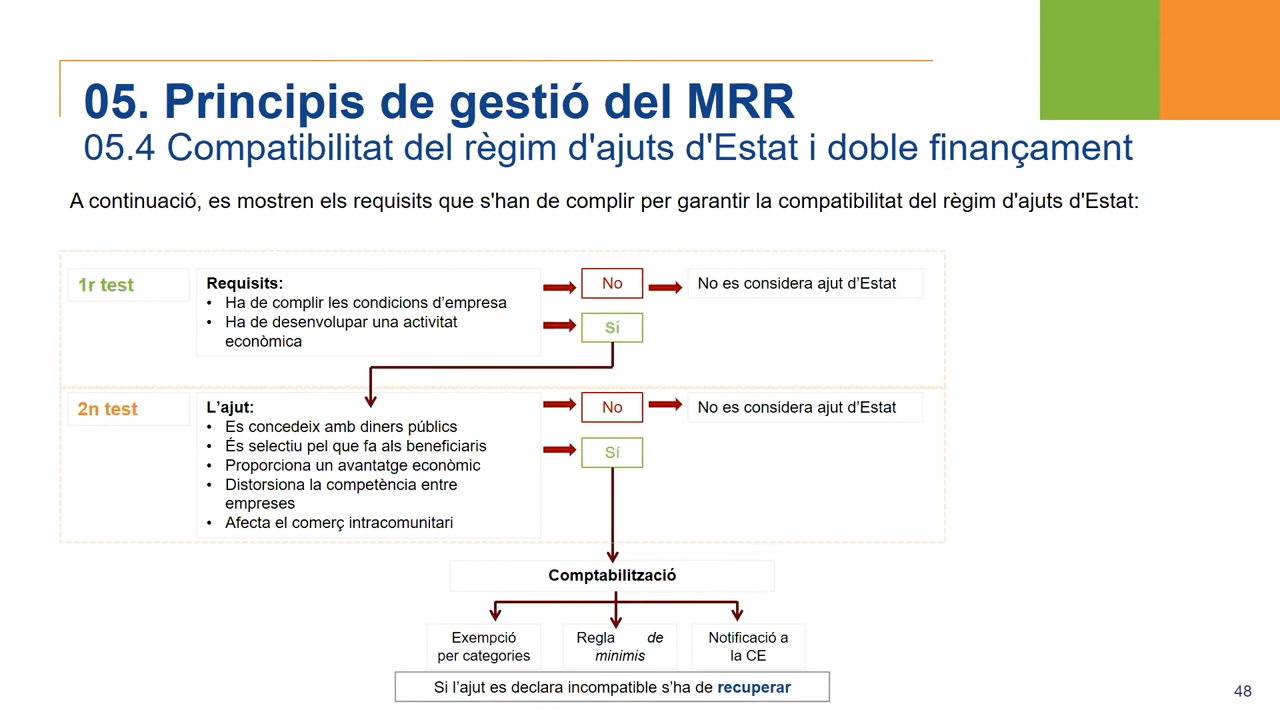 05. Principis de gestió del MRR
05.4 Compatibilitat del règim d'ajuts d'Estat i doble finançament
A continuació, es mostren els requisits que s'han de complir per garantir la compatibilitat del règim d'ajuts d'Estat:
1r test
Requisits:
• Ha de complir les condicions d’empresa
• Ha de desenvolupar una activitat
econòmica
No
No es considera ajut d’Estat
Sí
2n test
L’ajut:
• Es concedeix amb diners públics
• És selectiu pel que fa als beneficiaris
• Proporciona un avantatge econòmic
• Distorsiona la competència entre
empreses
• Afecta el comerç intracomunitari
No
No es considera ajut d’Estat
Sí
Comptabilització
Exempció
per categories
Regla de
minimis
Notificació a
la CE
Si l’ajut es declara incompatible s’ha de recuperar
48